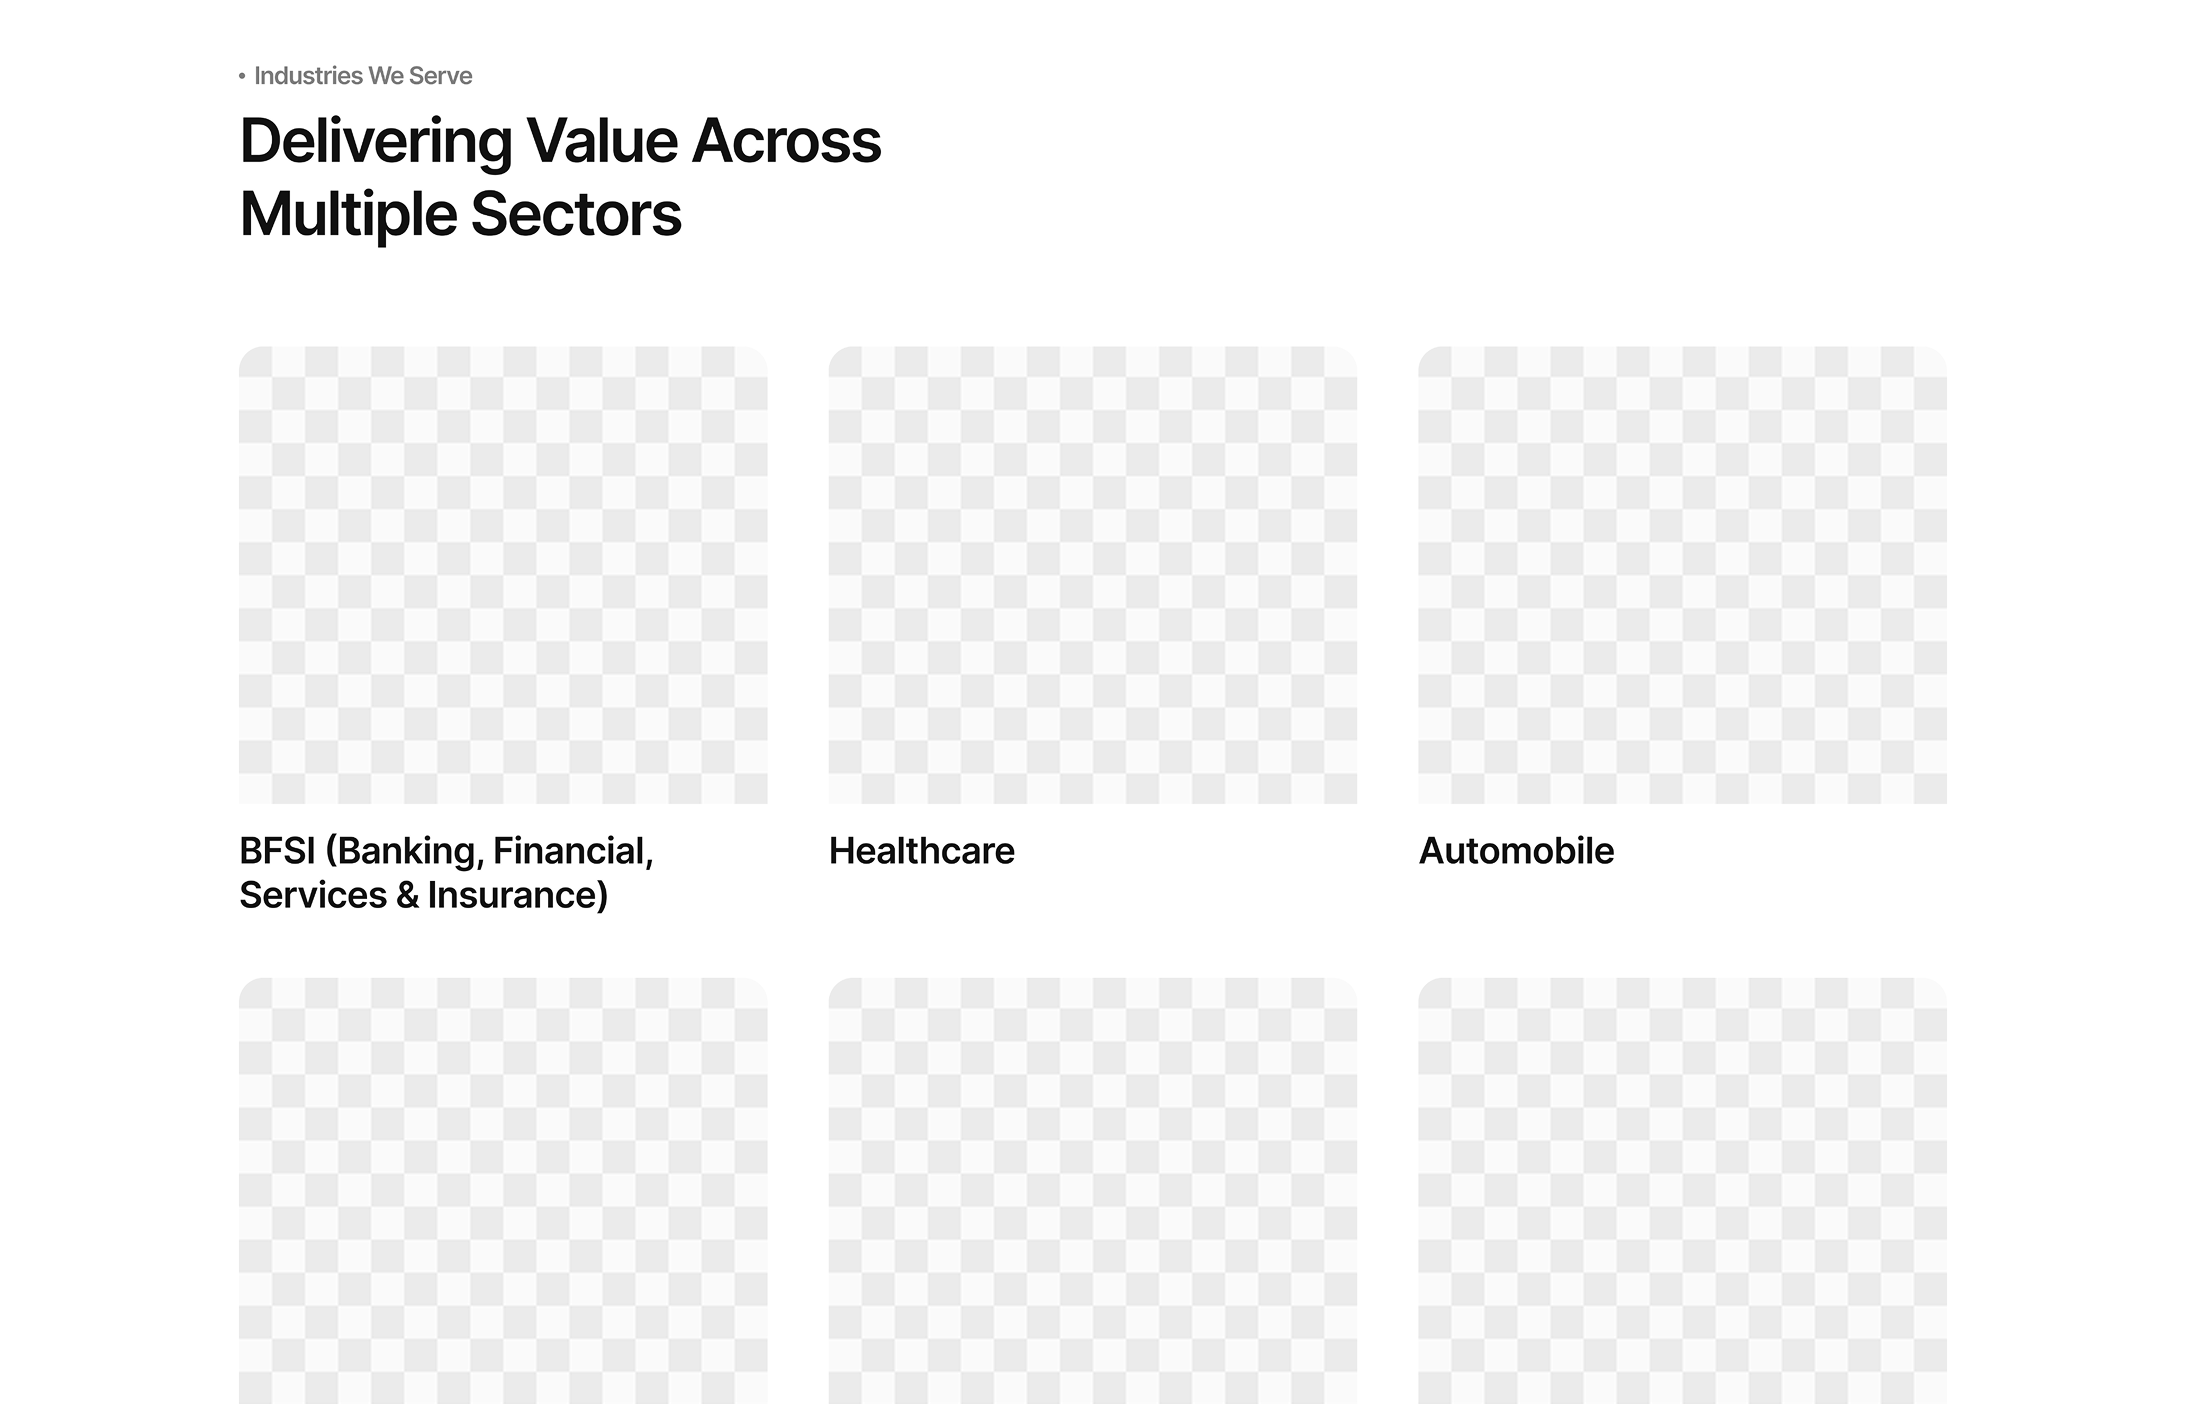 • Industries We Serve
Delivering Value Across
Multiple Sectors
BFSI (Banking, Financial,
Services & Insurance)
Healthcare
Automobile